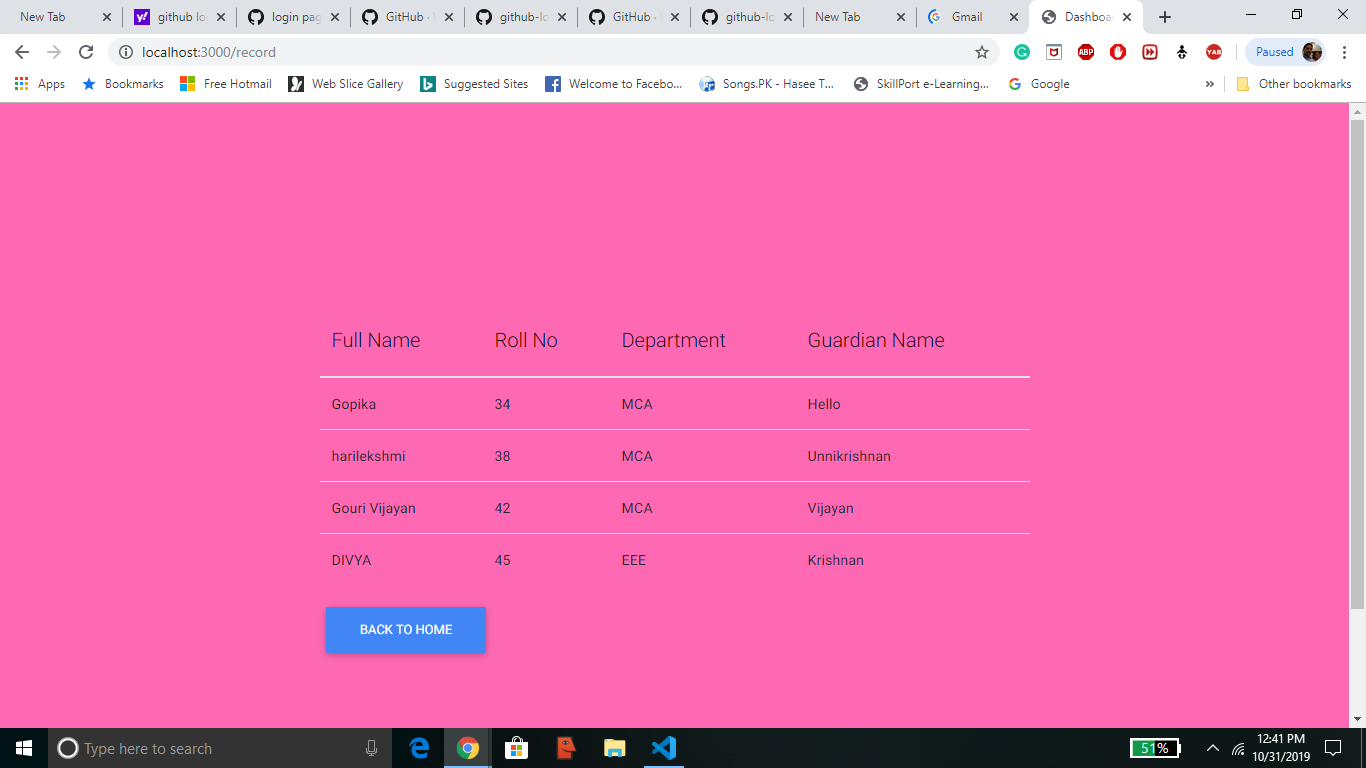 New Tab github lo login pag GitHub · github-lo GitHub · github-lo New Tab Gmail Dashboa
localhost:3000/record ABP YAB Paused
Apps Bookmarks Free Hotmail Web Slice Gallery Suggested Sites Welcome to Facebo... Songs.PK - Hasee T... SkillPort e-Learning... Google » Other bookmarks
Full Name Roll No Department Guardian Name
Gopika 34 MCA Hello
harilekshmi 38 MCA Unnikrishnan
Gouri Vijayan 42 MCA Vijayan
DIVYA 45 EEE Krishnan
BACK TO HOME
Type here to search 51% 12:41 PM
10/31/2019